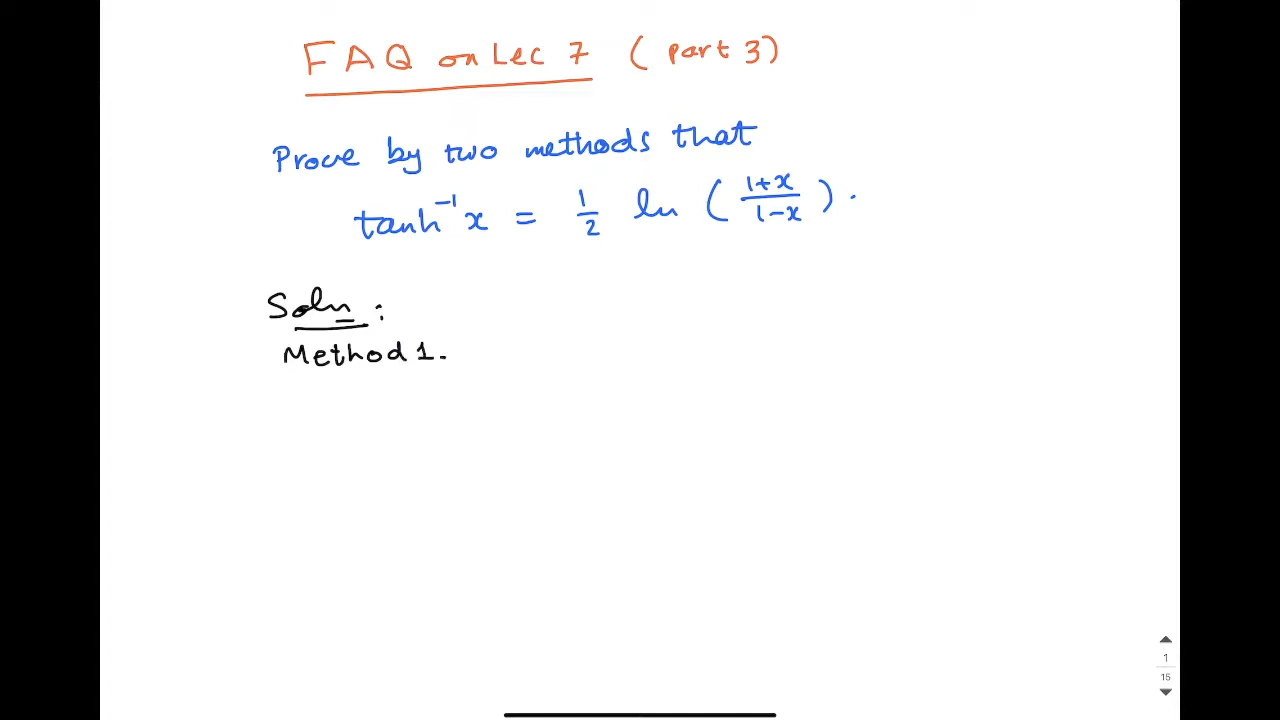 FAQ on Lec 7 (part 3)
Prove by two methods that
tanh⁻¹x = 1/2 ln (1+x/1-x).
Soln:
Method 1.
1
15